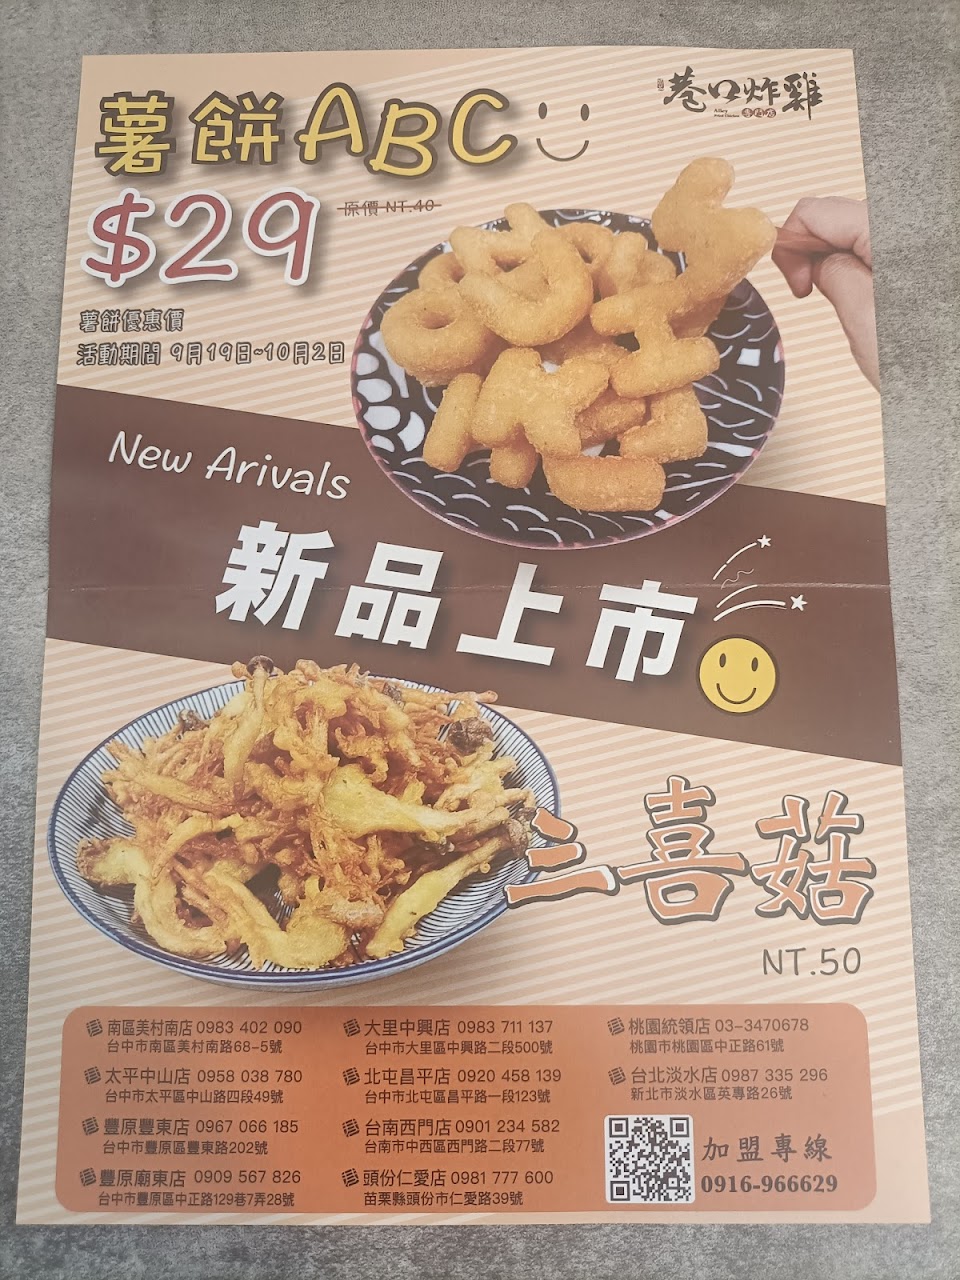 薯餅ABC
巷口炸雞
專門店
$29
原價 NT.40
薯餅優惠價
活動期間 9月19日~10月2日
New Arivals
新品上市
三喜菇
NT.50
南區美村南店 0983 402 090
台中市南區美村南路68-5號
太平中山店 0958 038 780
台中市太平區中山路四段49號
豐原豐東店 0967 066 185
台中市豐原區豐東路202號
豐原廟東店 0909 567 826
台中市豐原區中正路129巷7弄28號
大里中興店 0983 711 137
台中市大里區中興路二段500號
北屯昌平店 0920 458 139
台中市北屯區昌平路一段123號
台南西門店 0901 234 582
台南市中西區西門路二段77號
頭份仁愛店 0981 777 600
苗栗縣頭份市仁愛路39號
桃園統領店 03-3470678
桃園市桃園區中正路61號
台北淡水店 0987 335 296
新北市淡水區英專路26號
加盟專線
0916-966629